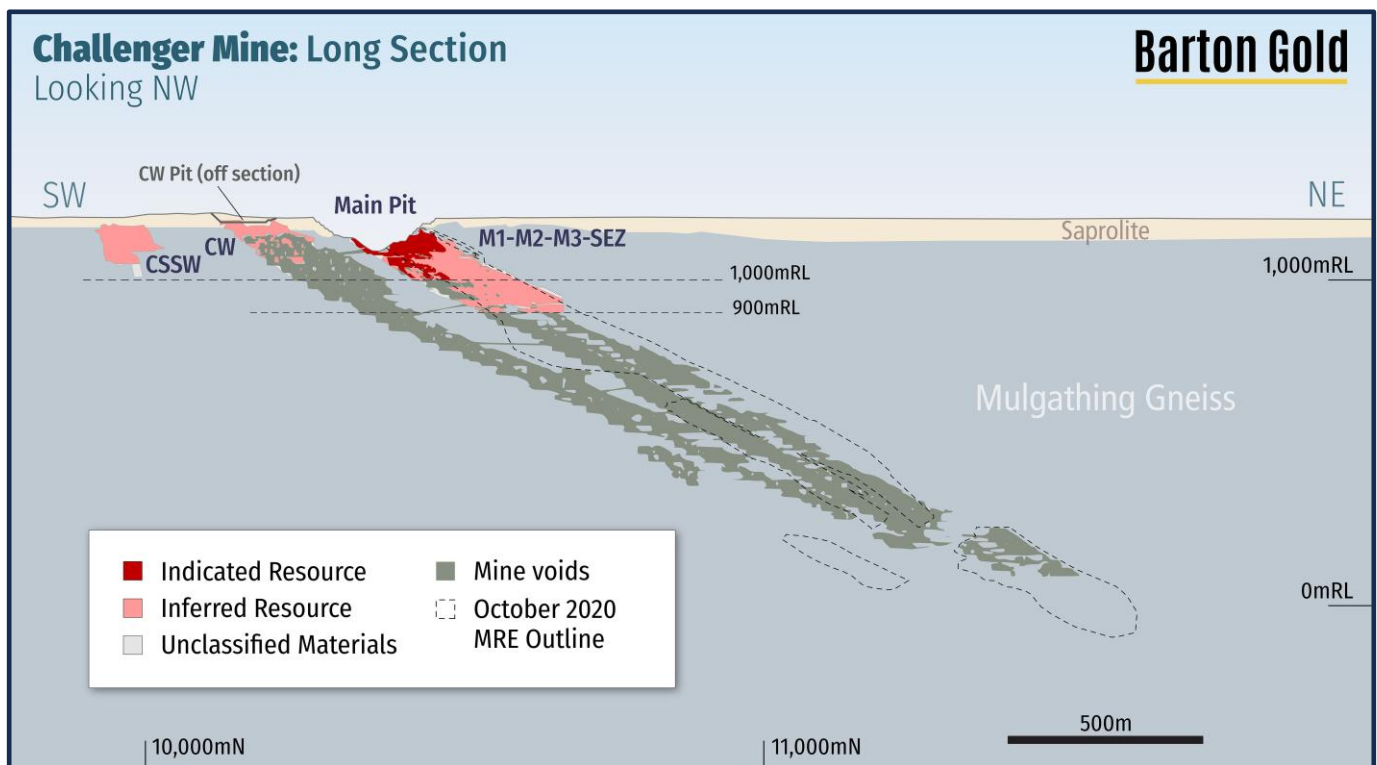 Challenger Mine: Long Section
Looking NW
Barton Gold
SW
CW Pit (off section)
Main Pit
NE
CW
CSSW
M1-M2-M3-SEZ
Saprolite
1,000mRL
1,000mRL
900mRL
Mulgathing Gneiss
0mRL
Indicated Resource
Inferred Resource
Unclassified Materials
Mine voids
October 2020
MRE Outline
500m
10,000mN
11,000mN